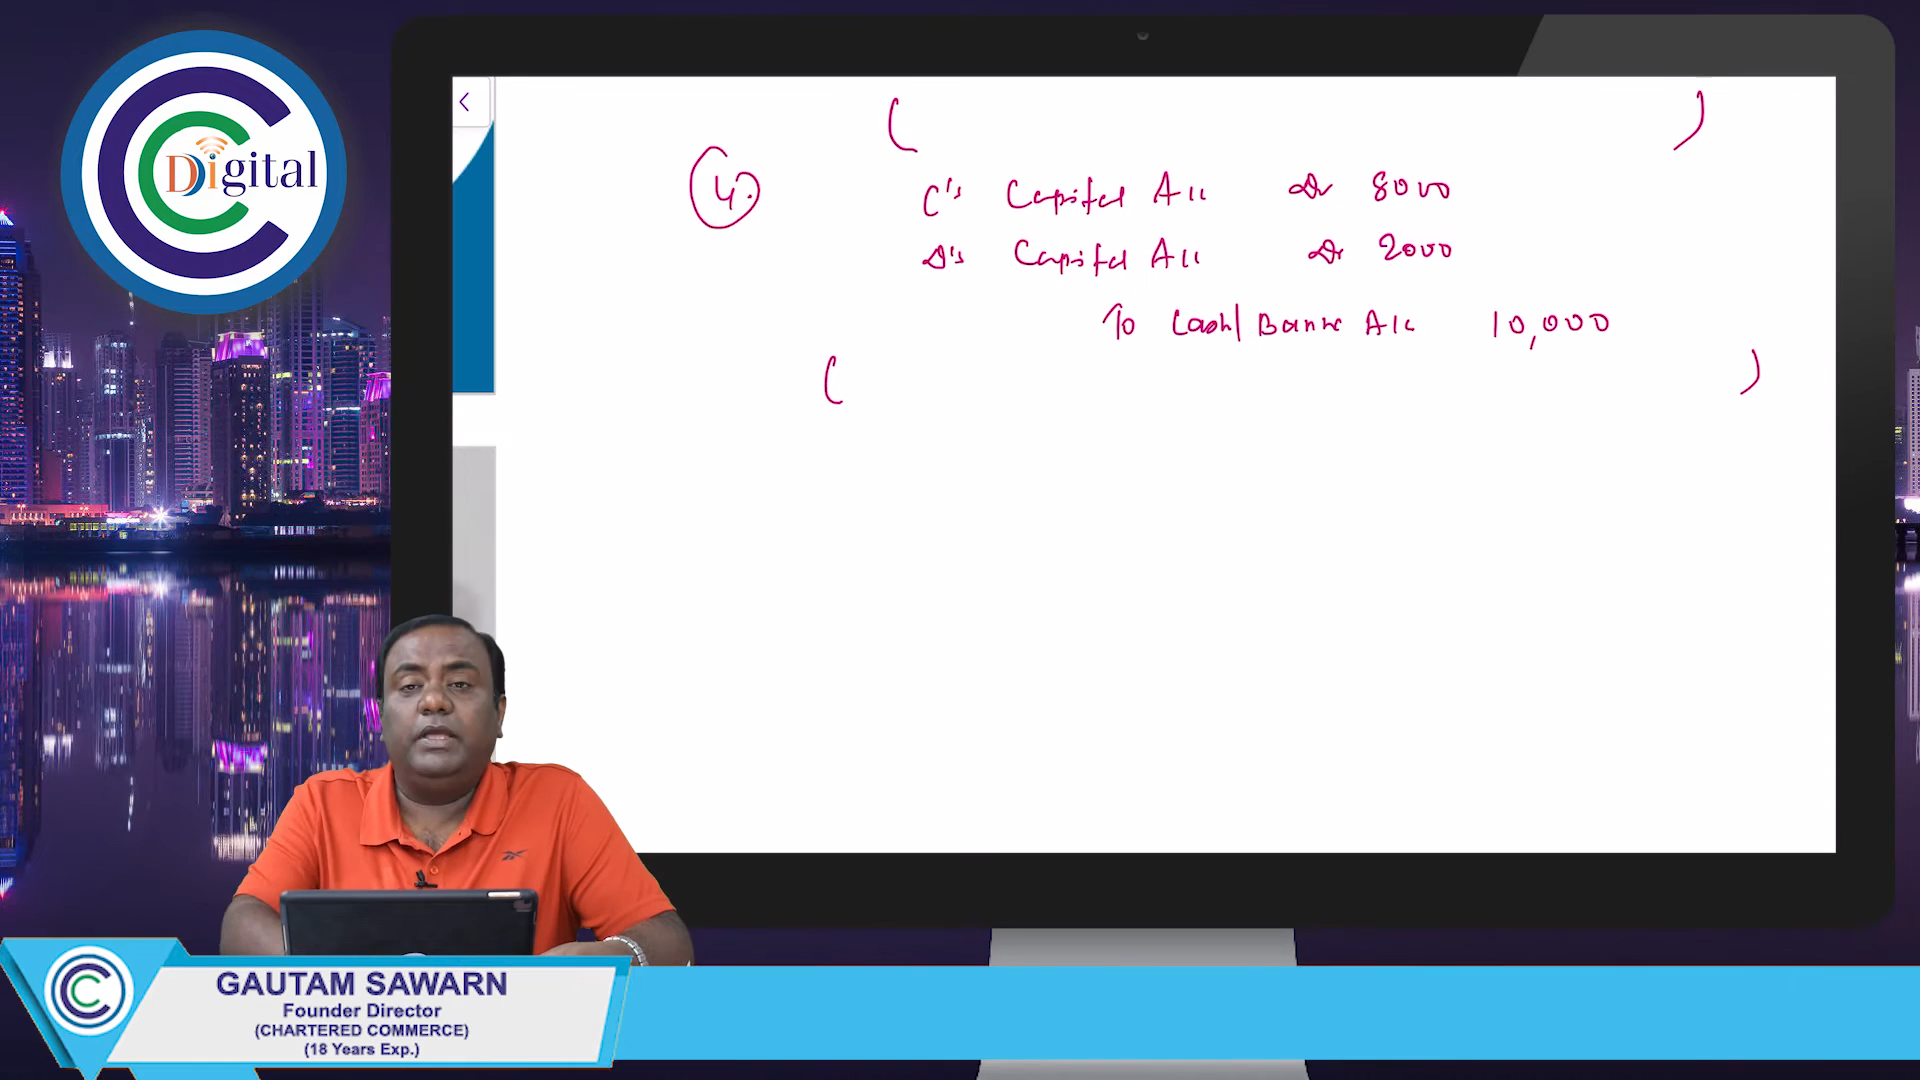 Digital
<
(
)
4.
C's Capital A/c Dr 8000
D's Capital A/c Dr 2000
To Cash/Bank A/c 10,000
(
)
GAUTAM SAWARN
Founder Director
(CHARTERED COMMERCE)
(18 Years Exp.)